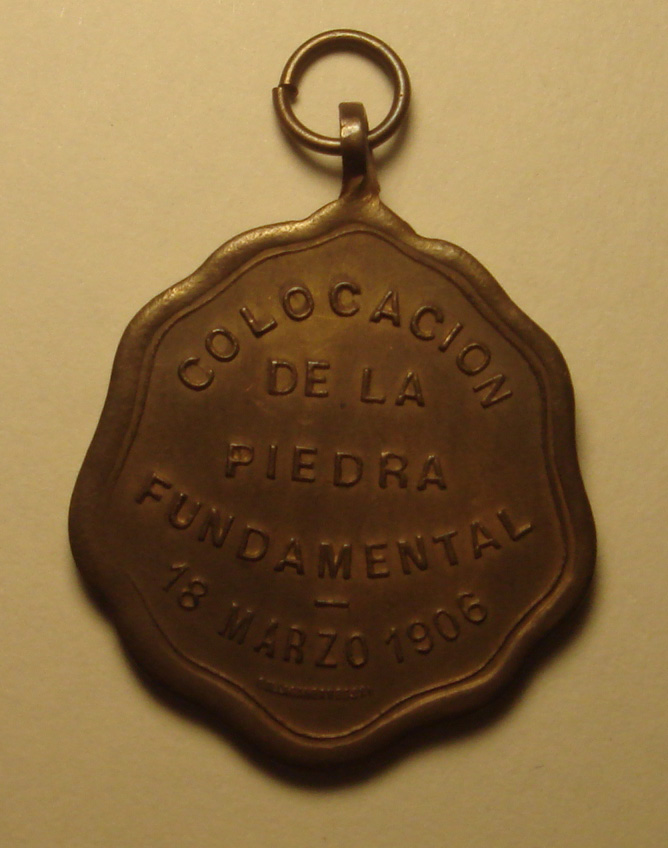 COLOCACION
DE LA
PIEDRA
FUNDAMENTAL
—
18 MARZO 1906